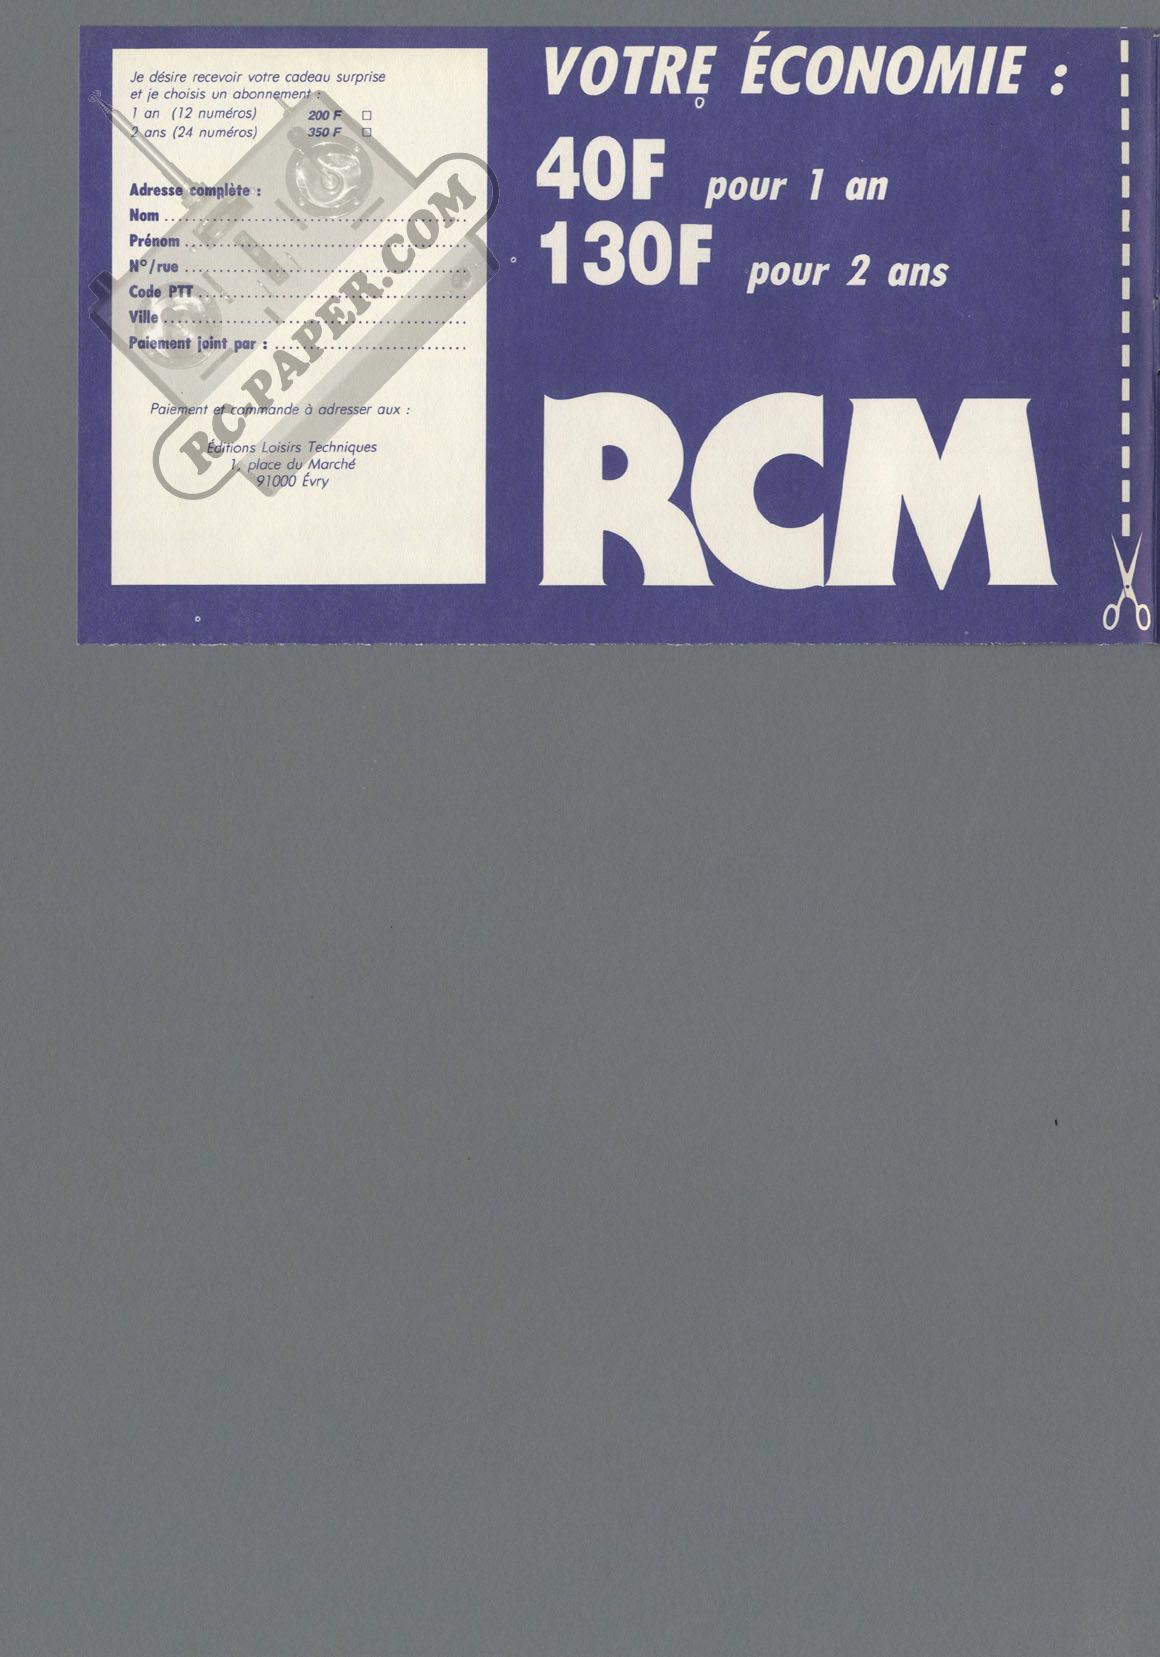 Je désire recevoir votre cadeau surprise
et je choisis un abonnement :
1 an (12 numéros) 200 F
2 ans (24 numéros) 350 F
Adresse complète :
Nom
Prénom
N°/rue
Code PTT
Ville
Paiement joint par :
Paiement et commande à adresser aux :
Éditions Loisirs Techniques
1, place du Marché
91000 Évry
RC-PAPER.COM
VOTRE ÉCONOMIE :
40F pour 1 an
130F pour 2 ans
RCM